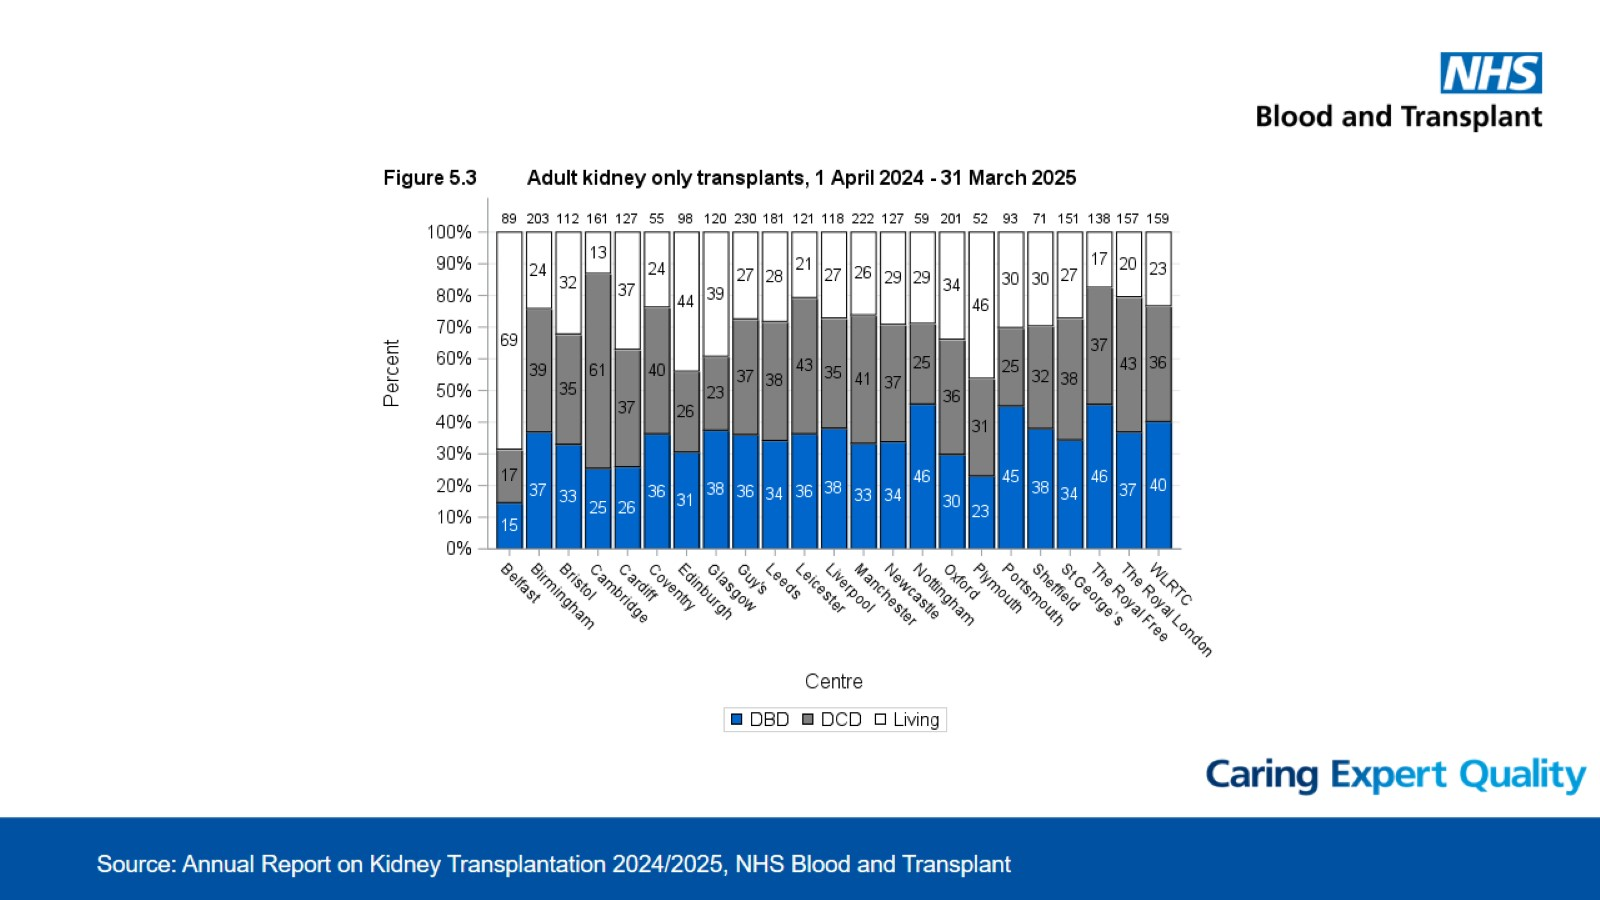 NHS
Blood and Transplant
Figure 5.3 Adult kidney only transplants, 1 April 2024 - 31 March 2025
89 203 112 161 127 55 98 120 230 181 121 118 222 127 59 201 52 93 71 151 138 157 159
100%
90%
80%
70%
60%
50%
40%
30%
20%
10%
0%
Percent
69 24 32 13 37 24 44 39 27 28 21 27 26 29 29 34 46 30 30 27 17 20 23
17 39 35 61 37 40 26 23 37 38 43 35 41 37 25 36 31 25 32 38 37 43 36
15 37 33 25 26 36 31 38 36 34 36 38 33 34 46 30 23 45 38 34 46 37 40
Belfast
Birmingham
Bristol
Cambridge
Cardiff
Coventry
Edinburgh
Glasgow
Guy's
Leeds
Leicester
Liverpool
Manchester
Newcastle
Nottingham
Oxford
Plymouth
Portsmouth
Sheffield
St George's
The Royal Free
The Royal London
WLRTC
Centre
DBD DCD Living
Caring Expert Quality
Source: Annual Report on Kidney Transplantation 2024/2025, NHS Blood and Transplant